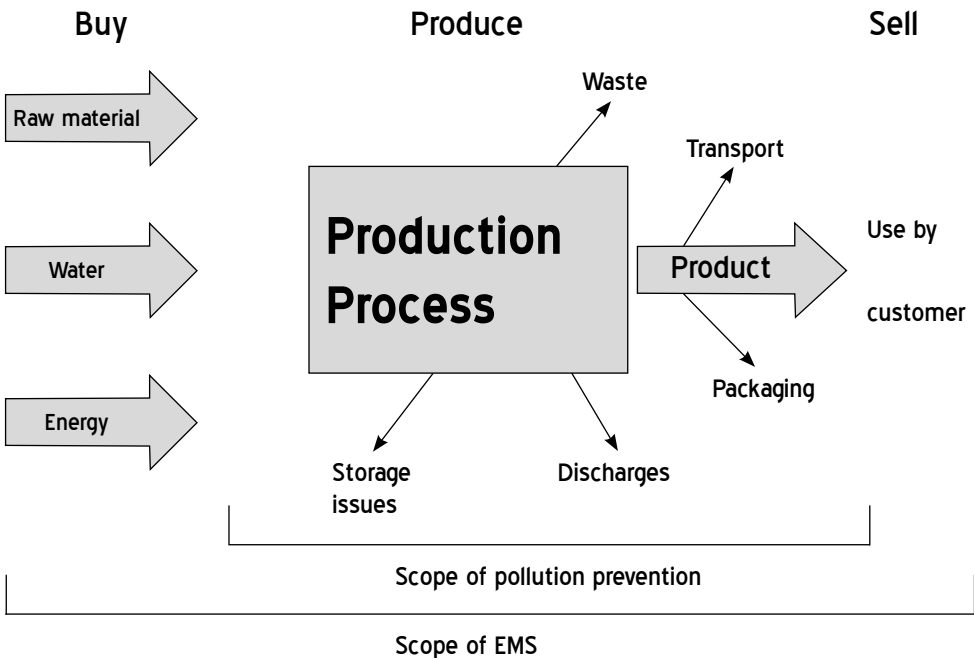 Buy
Produce
Sell
Raw material
Water
Energy
Waste
Transport
Production
Process
Product
Use by
customer
Packaging
Storage
issues
Discharges
Scope of pollution prevention
Scope of EMS